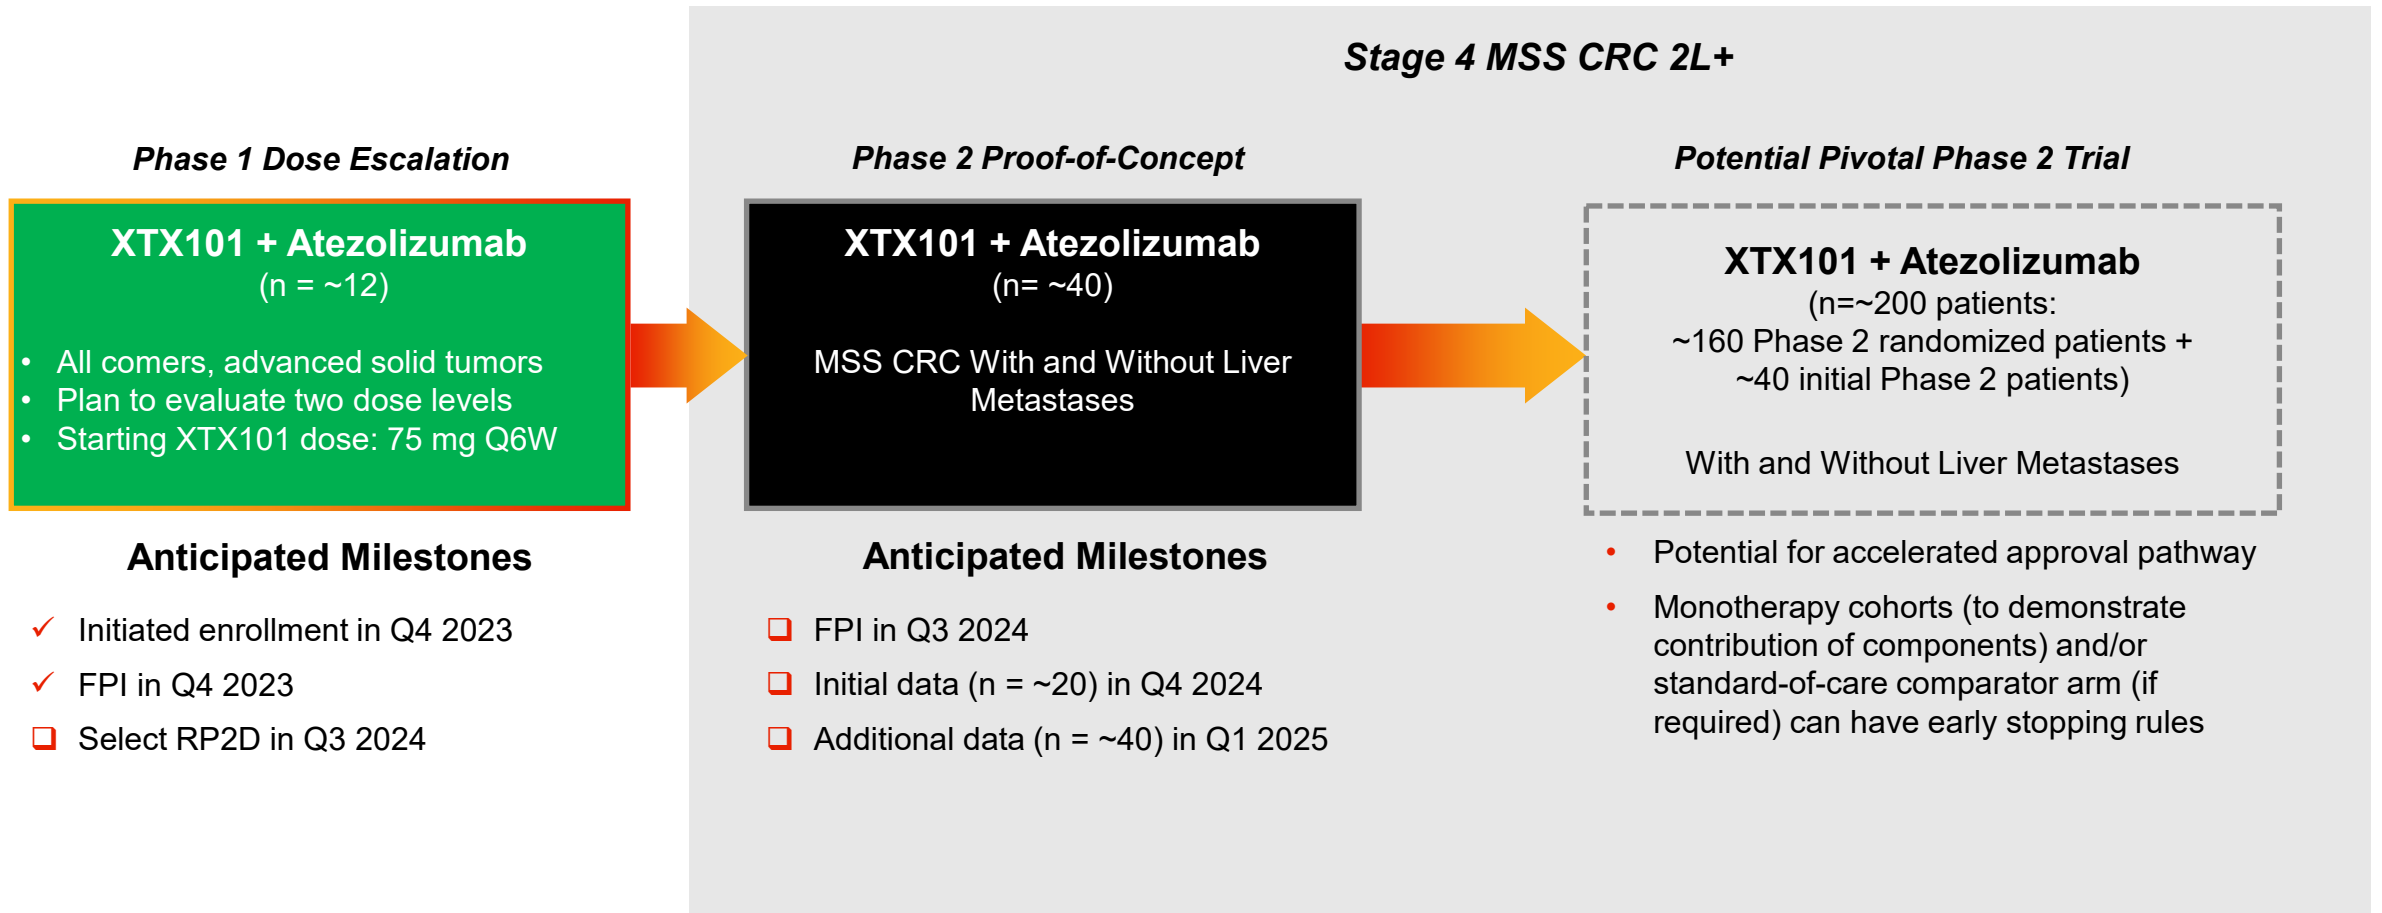 Stage 4 MSS CRC 2L+
Phase 1 Dose Escalation
XTX101 + Atezolizumab
(n = ~12)
• All comers, advanced solid tumors
• Plan to evaluate two dose levels
• Starting XTX101 dose: 75 mg Q6W
Anticipated Milestones
✓ Initiated enrollment in Q4 2023
✓ FPI in Q4 2023
❑ Select RP2D in Q3 2024
Phase 2 Proof-of-Concept
XTX101 + Atezolizumab
(n= ~40)
MSS CRC With and Without Liver
Metastases
Anticipated Milestones
❑ FPI in Q3 2024
❑ Initial data (n = ~20) in Q4 2024
❑ Additional data (n = ~40) in Q1 2025
Potential Pivotal Phase 2 Trial
XTX101 + Atezolizumab
(n=~200 patients:
~160 Phase 2 randomized patients +
~40 initial Phase 2 patients)
With and Without Liver Metastases
• Potential for accelerated approval pathway
• Monotherapy cohorts (to demonstrate
contribution of components) and/or
standard-of-care comparator arm (if
required) can have early stopping rules